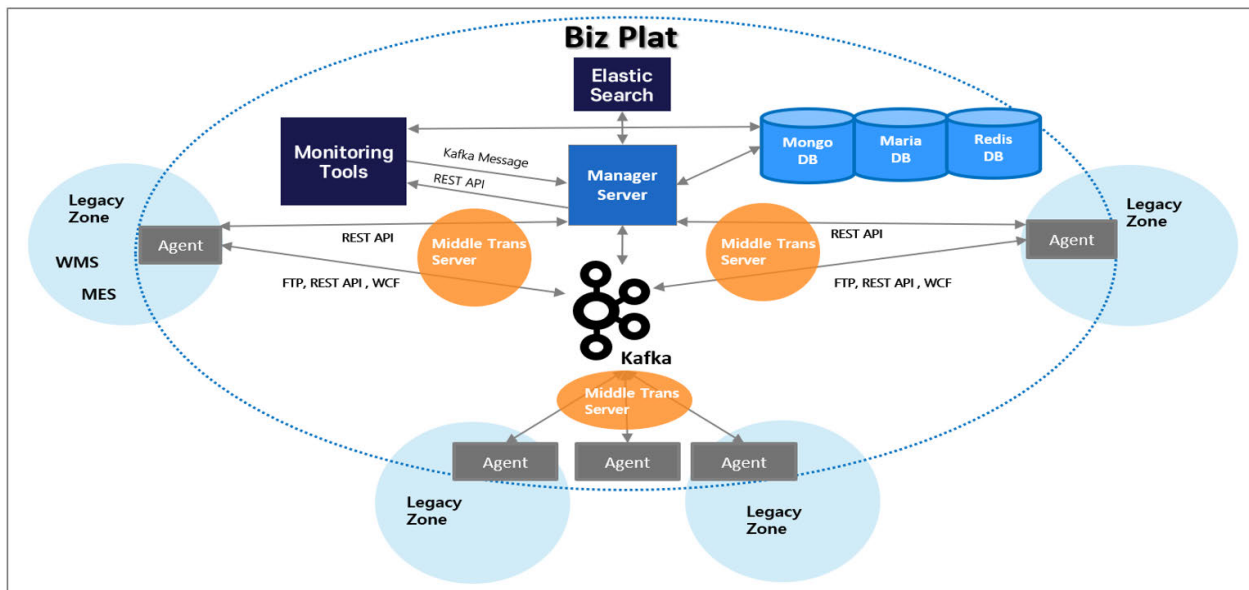 Biz Plat
Elastic
Search
Monitoring
Tools
Kafka Message
REST API
Manager
Server
Mongo
DB
Maria
DB
Redis
DB
Legacy
Zone
WMS
MES
Agent
REST API
FTP, REST API , WCF
Middle Trans
Server
Middle Trans
Server
REST API
FTP, REST API , WCF
Agent
Legacy
Zone
Kafka
Middle Trans
Server
Agent
Agent
Agent
Legacy
Zone
Legacy
Zone